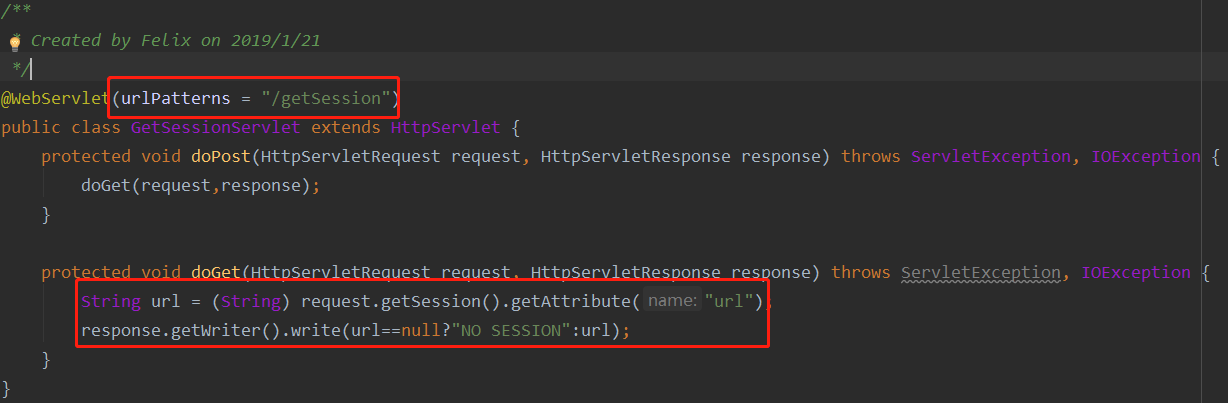 /**
* Created by Felix on 2019/1/21
*/
@WebServlet(urlPatterns = "/getSession")
public class GetSessionServlet extends HttpServlet {
protected void doPost(HttpServletRequest request, HttpServletResponse response) throws ServletException, IOException {
doGet(request,response);
}
protected void doGet(HttpServletRequest request, HttpServletResponse response) throws ServletException, IOException {
String url = (String) request.getSession().getAttribute( name: "url");
response.getWriter().write(url==null?"NO SESSION":url);
}
}